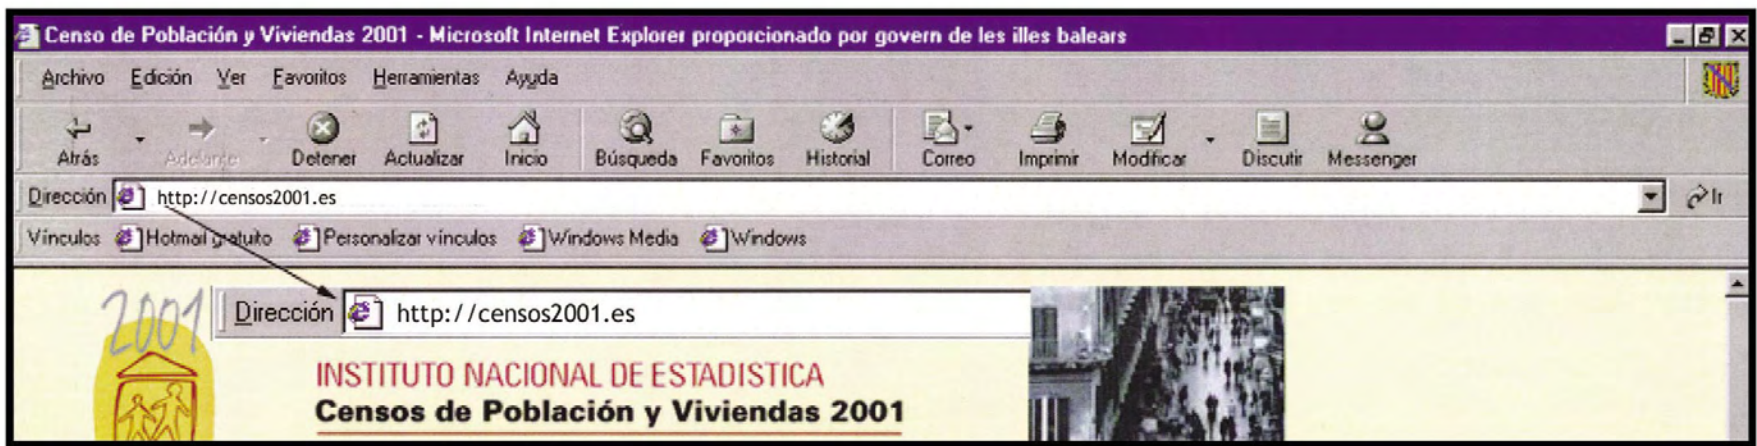 Censo de Población y Viviendas 2001 - Microsoft Internet Explorer proporcionado por govern de les illes balears
Archivo Edición Ver Favoritos Herramientas Ayuda
Atrás Adelante Detener Actualizar Inicio Búsqueda Favoritos Historial Correo Imprimir Modificar Discutir Messenger
Dirección http://censos2001.es Ir
Vínculos Hotmail gratuito Personalizar vínculos Windows Media Windows
2001
Dirección http://censos2001.es
INSTITUTO NACIONAL DE ESTADISTICA
Censos de Población y Viviendas 2001